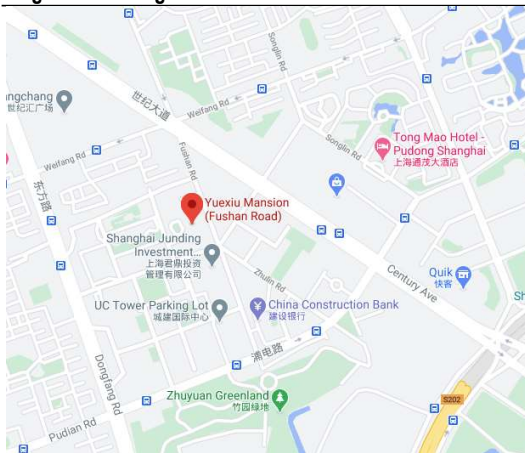 ngchang
世纪汇广场
世纪大道
Weifang Rd
Songlin Rd
Weifang Rd
Songlin Rd
Tong Mao Hotel -
Pudong Shanghai
上海通茂大酒店
东方路
Fushan Rd
Yuexiu Mansion
(Fushan Road)
Shanghai Junding
Investment...
上海君鼎投资
管理有限公司
Zhulin Rd
Century Ave
Quik
快客
Sh
UC Tower Parking Lot
城建国际中心
¥
China Construction Bank
建设银行
浦电路
Dongfang Rd
Zhuyuan Greenland
竹园绿地
S202
Pudian Rd